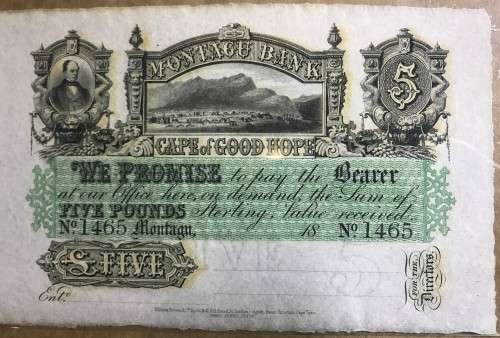 MONTAGU BANK
5
CAPE of GOOD HOPE
WE PROMISE to pay the Bearer
at our Office here, on demand, the Sum of
FIVE POUNDS Sterling, Value received,
No 1465 Montagu, 18 No 1465
£ FIVE
FOR THE Directors.
Entd.